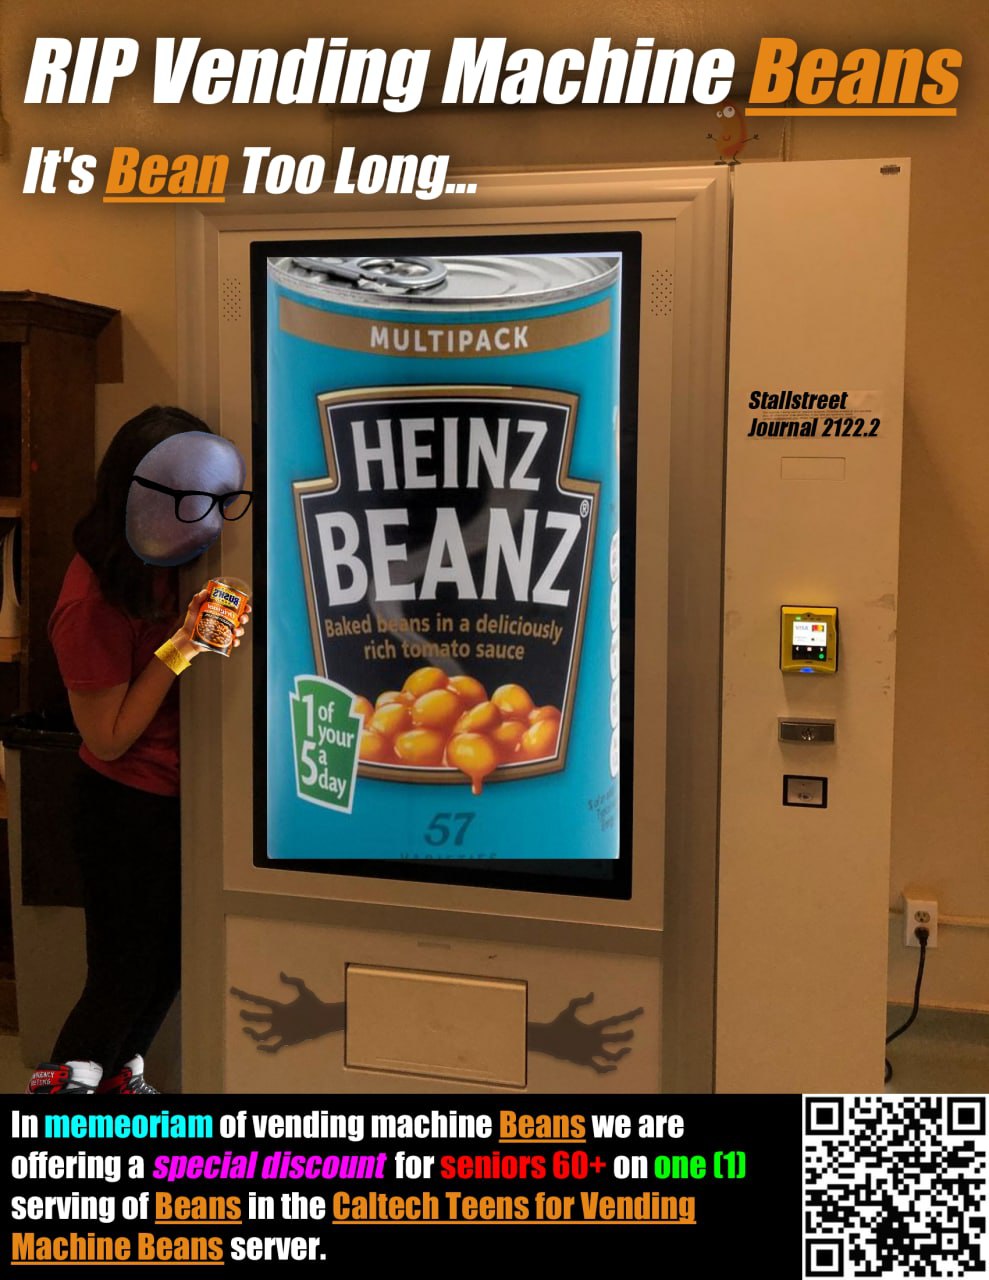 RIP Vending Machine Beans
It's Bean Too Long...
MULTIPACK
HEINZ
BEANZ®
Baked beans in a deliciously
rich tomato sauce
1 of
your
5 a
day
57
VARIETIES
Stallstreet
Journal 2122.2
VISA
BUSH'S
In memeoriam of vending machine Beans we are
offering a special discount for seniors 60+ on one (1)
serving of Beans in the Caltech Teens for Vending
Machine Beans server.